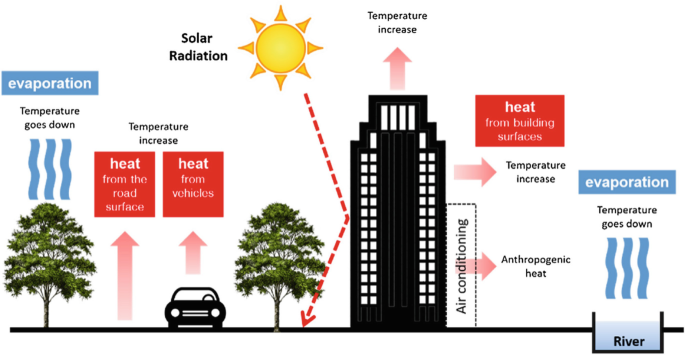 Solar
Radiation
Temperature
increase
evaporation
Temperature
goes down
Temperature
increase
heat
from the
road
surface
heat
from
vehicles
heat
from building
surfaces
Temperature
increase
Air conditioning
Anthropogenic
heat
evaporation
Temperature
goes down
River